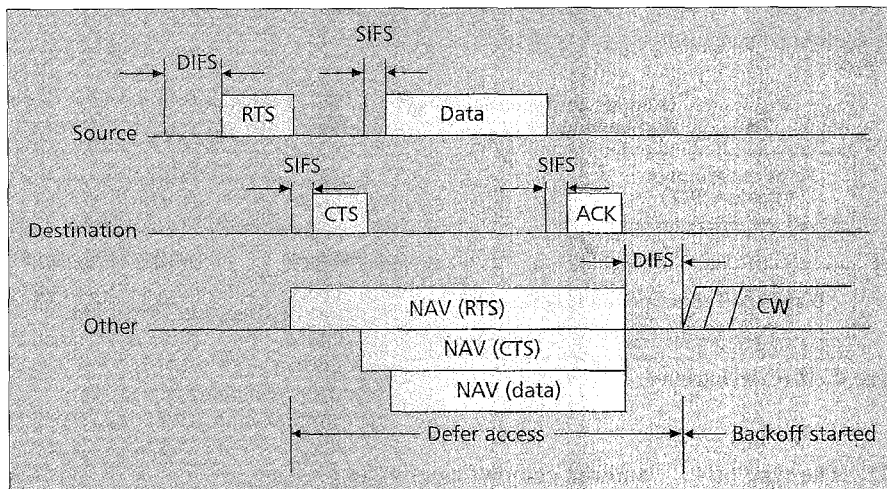 SIFS
DIFS
RTS
Data
Source
SIFS
SIFS
CTS
ACK
Destination
DIFS
NAV (RTS)
CW
Other
NAV (CTS)
NAV (data)
Defer access
Backoff started